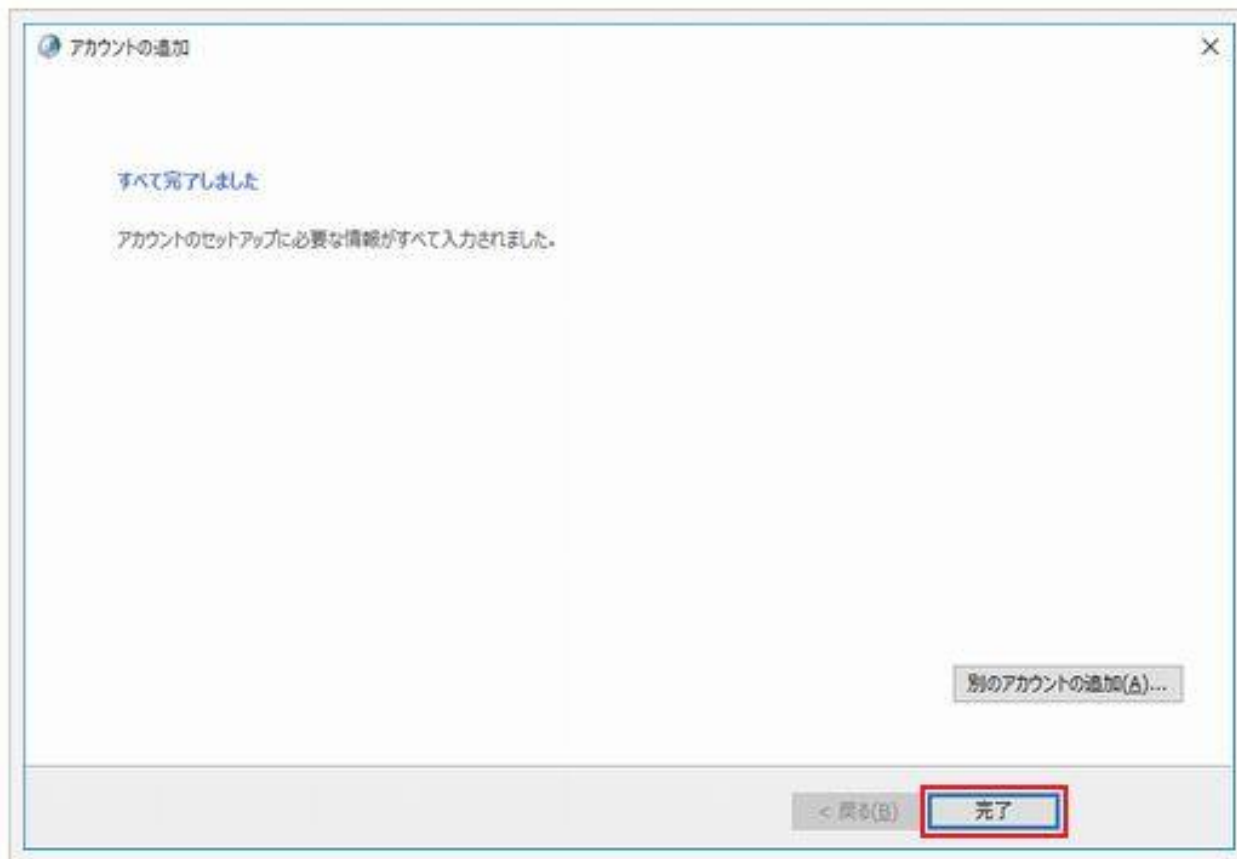 アカウントの追加
すべて完了しました
アカウントのセットアップに必要な情報がすべて入力されました。
別のアカウントの追加(A)...
< 戻る(B)
完了